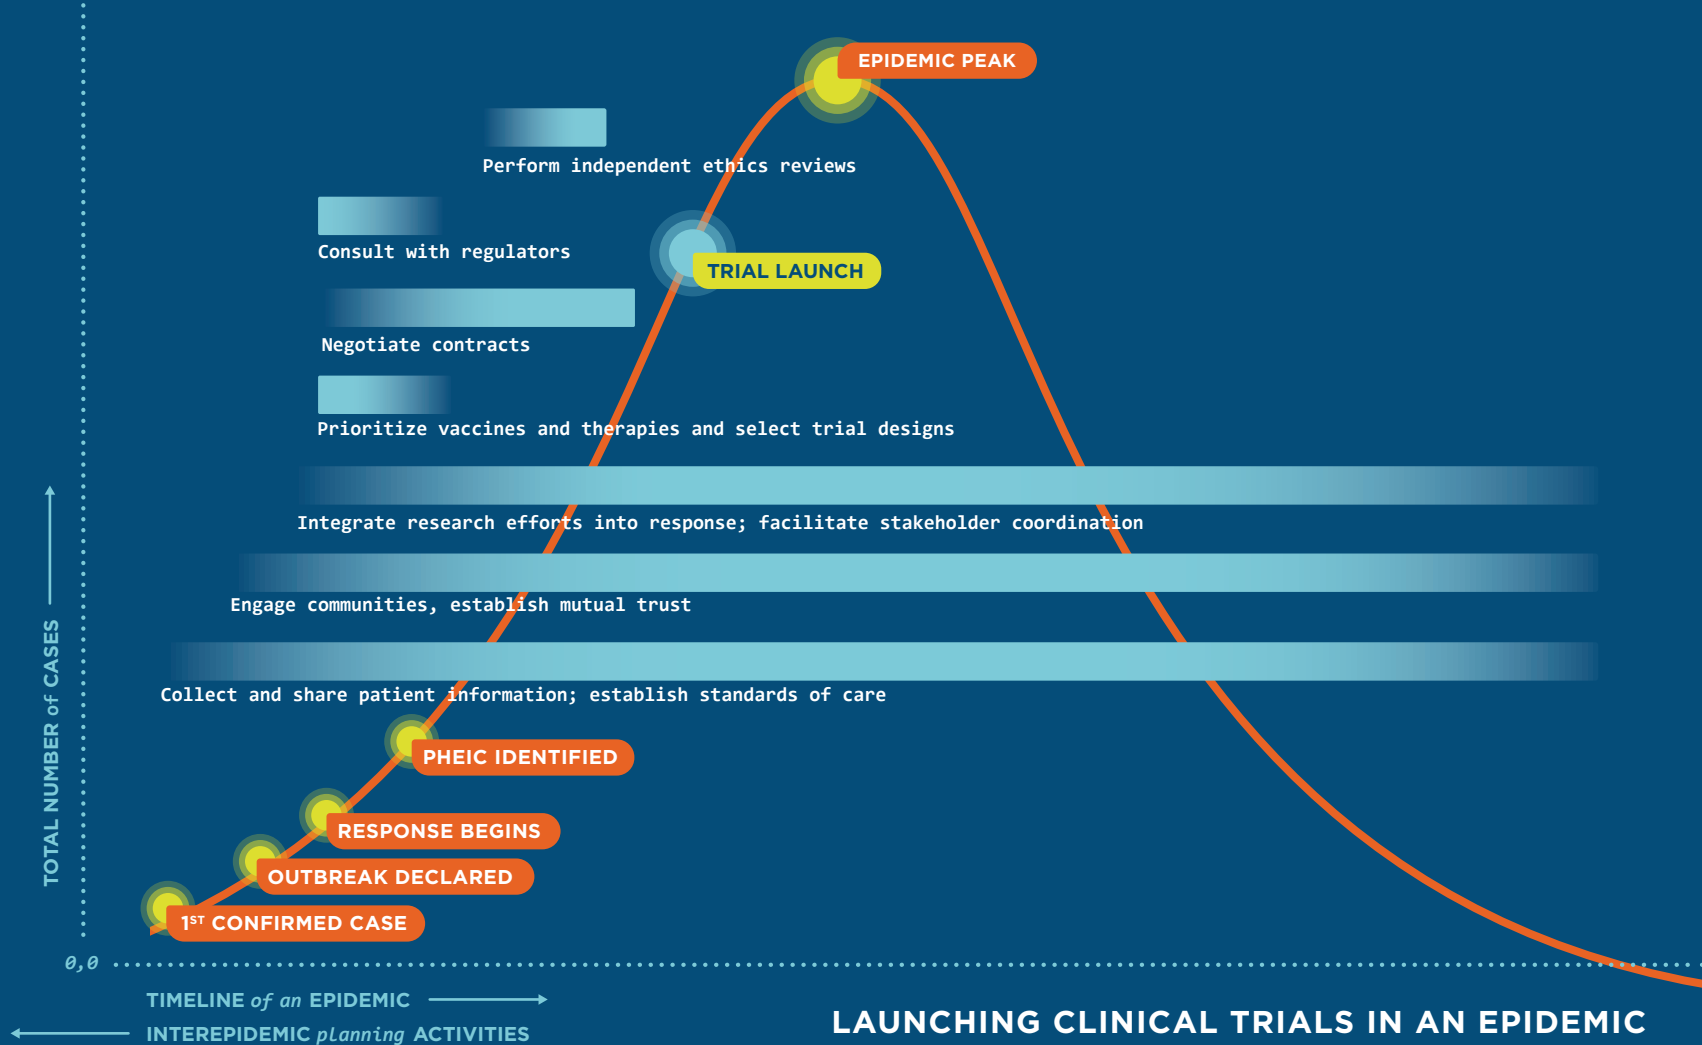 EPIDEMIC PEAK
Perform independent ethics reviews
Consult with regulators
TRIAL LAUNCH
Negotiate contracts
Prioritize vaccines and therapies and select trial designs
Integrate research efforts into response; facilitate stakeholder coordination
Engage communities, establish mutual trust
Collect and share patient information; establish standards of care
PHEIC IDENTIFIED
RESPONSE BEGINS
OUTBREAK DECLARED
1ST CONFIRMED CASE
TOTAL NUMBER of CASES
0,0
TIMELINE of an EPIDEMIC
INTEREPIDEMIC planning ACTIVITIES
LAUNCHING CLINICAL TRIALS IN AN EPIDEMIC